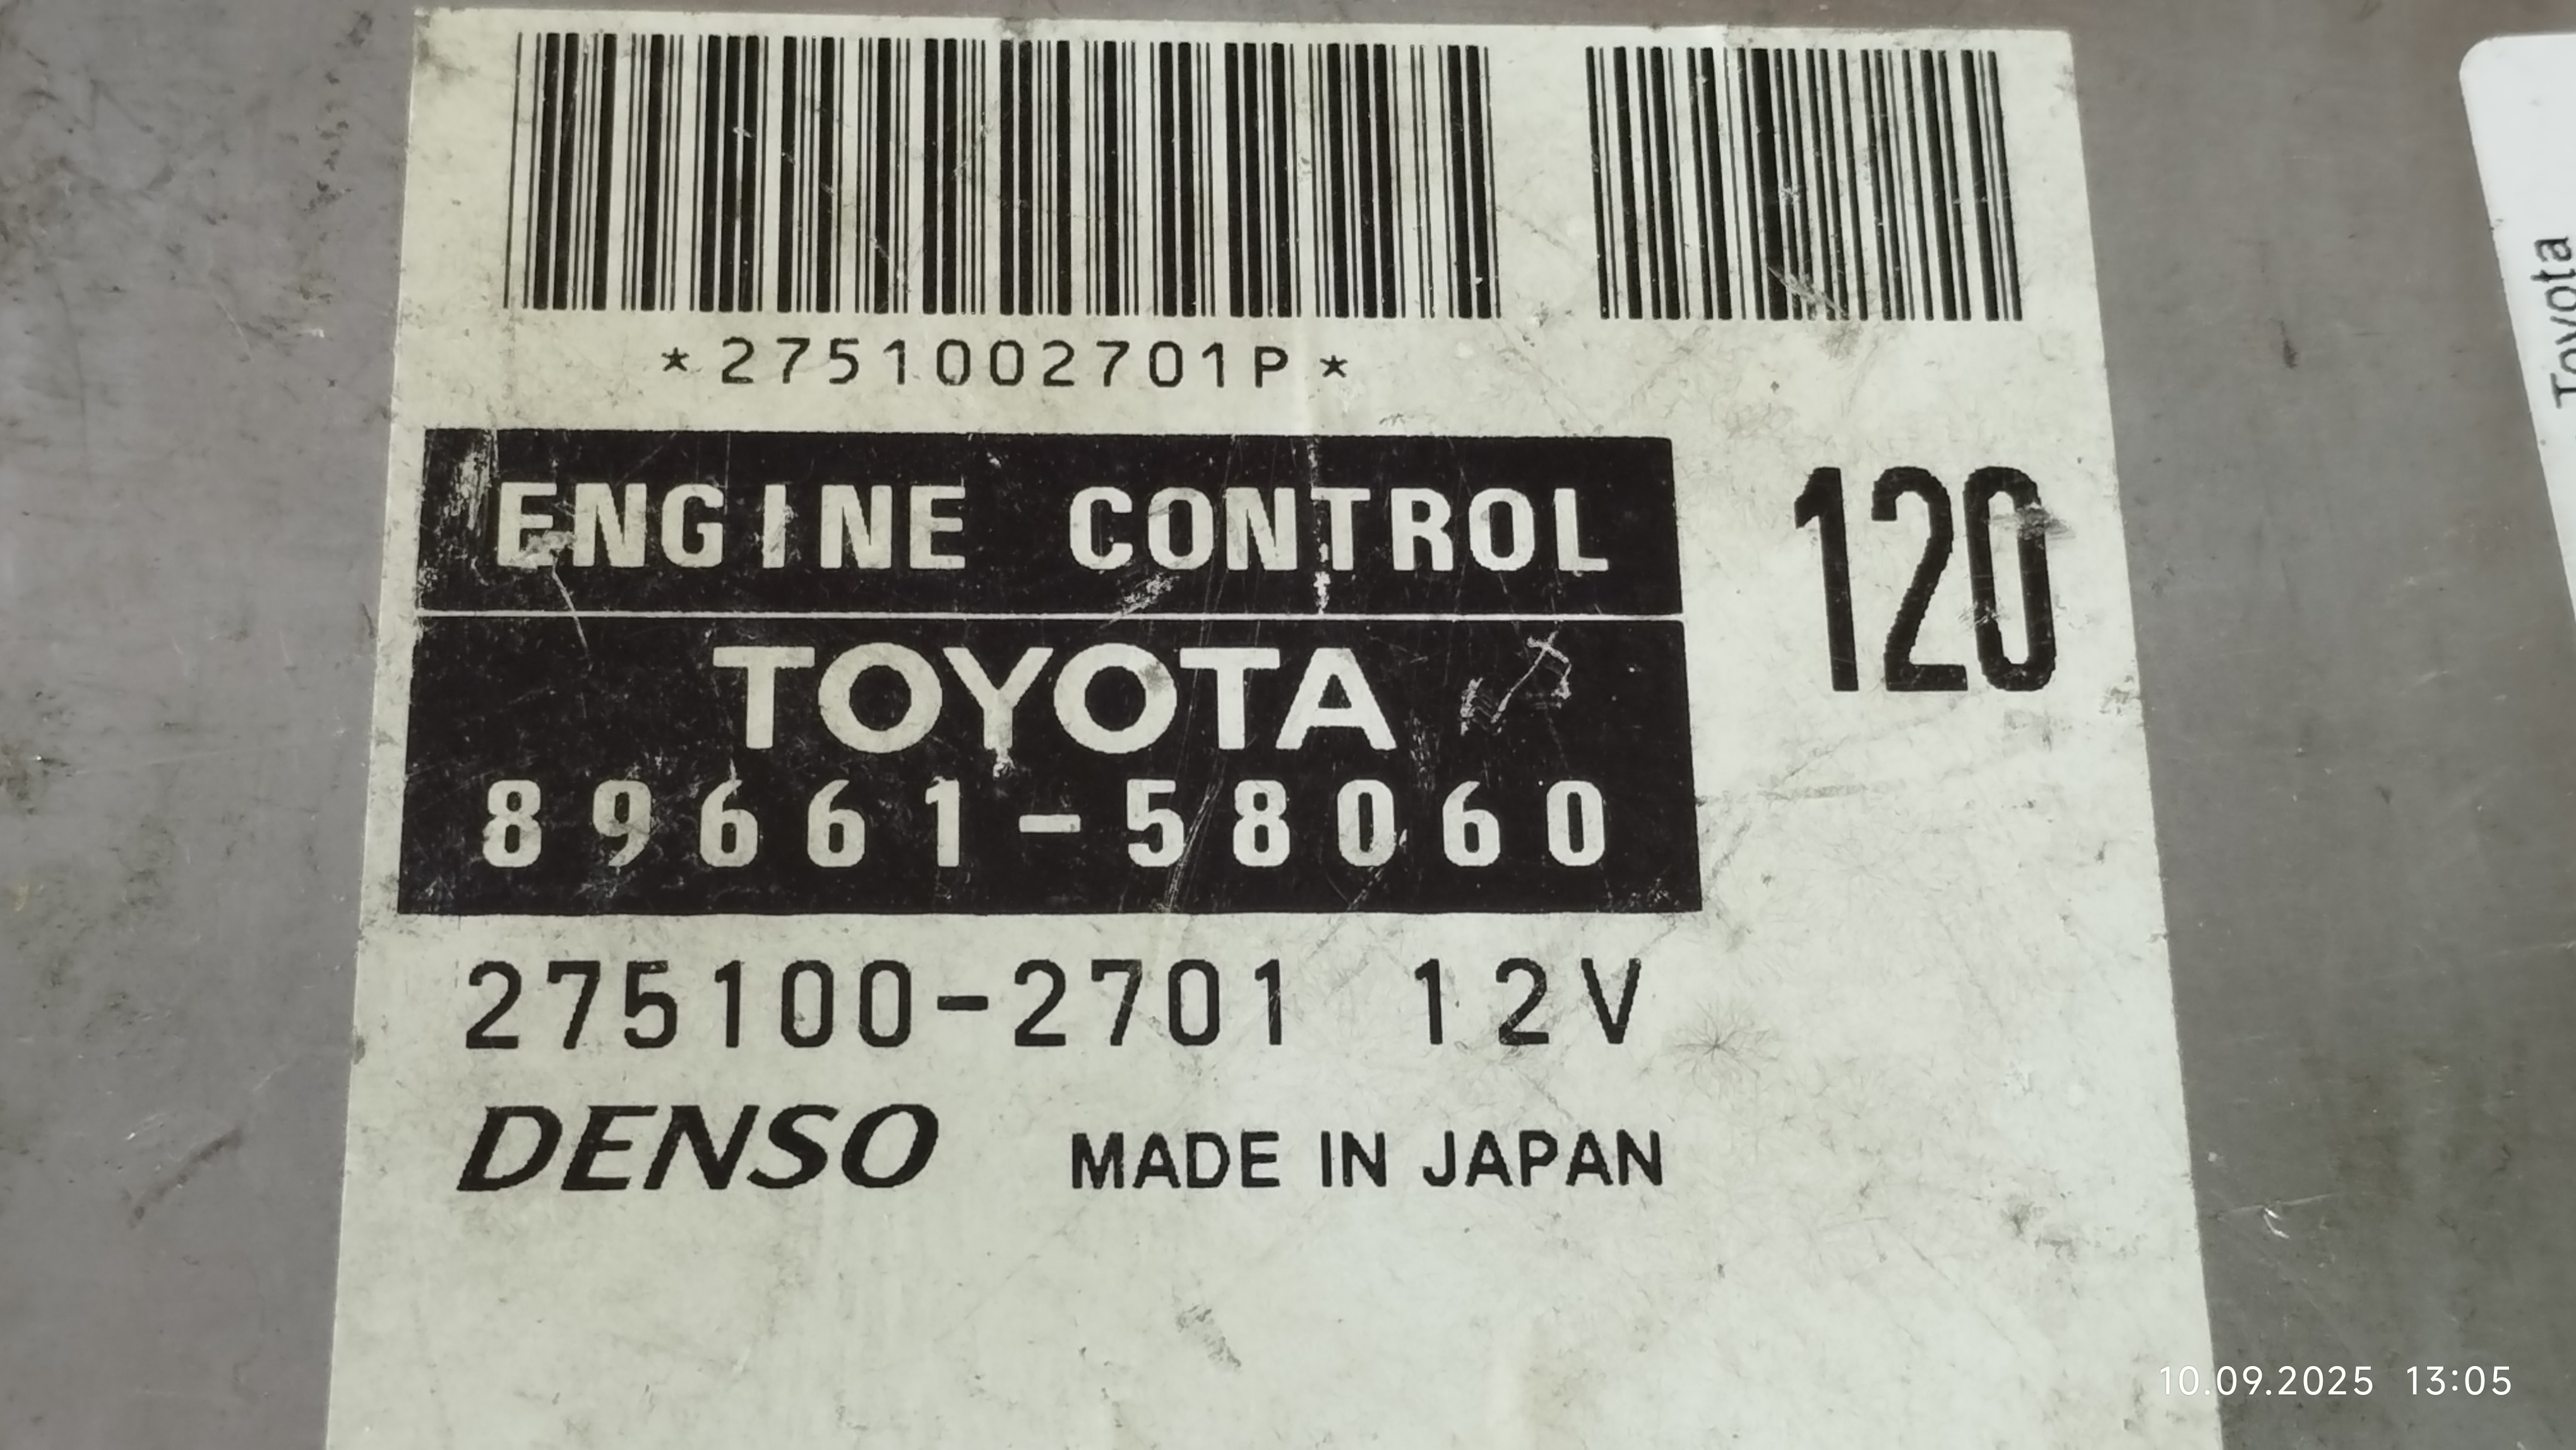 *2751002701P*
ENGINE CONTROL
120
TOYOTA
89661-58060
275100-2701 12V
DENSO MADE IN JAPAN
Toyota
10.09.2025 13:05